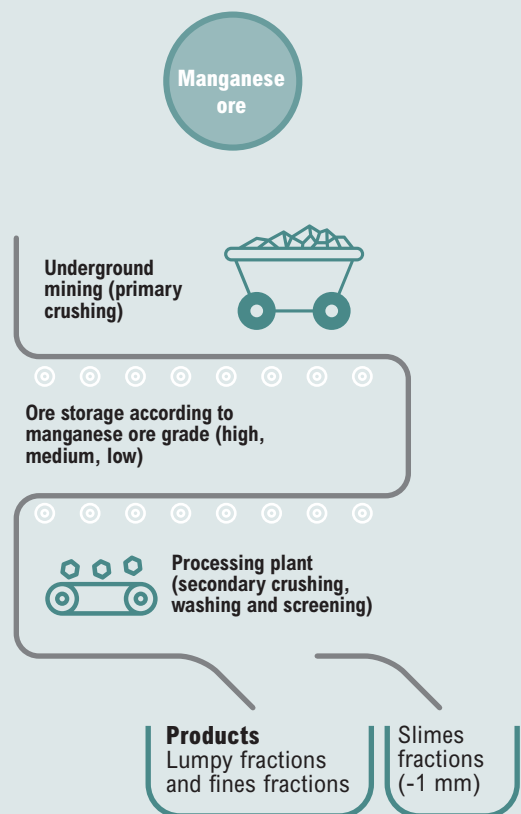 Manganese
ore
Underground
mining (primary
crushing)
Ore storage according to
manganese ore grade (high,
medium, low)
Processing plant
(secondary crushing,
washing and screening)
Products
Lumpy fractions
and fines fractions
Slimes
fractions
(-1 mm)